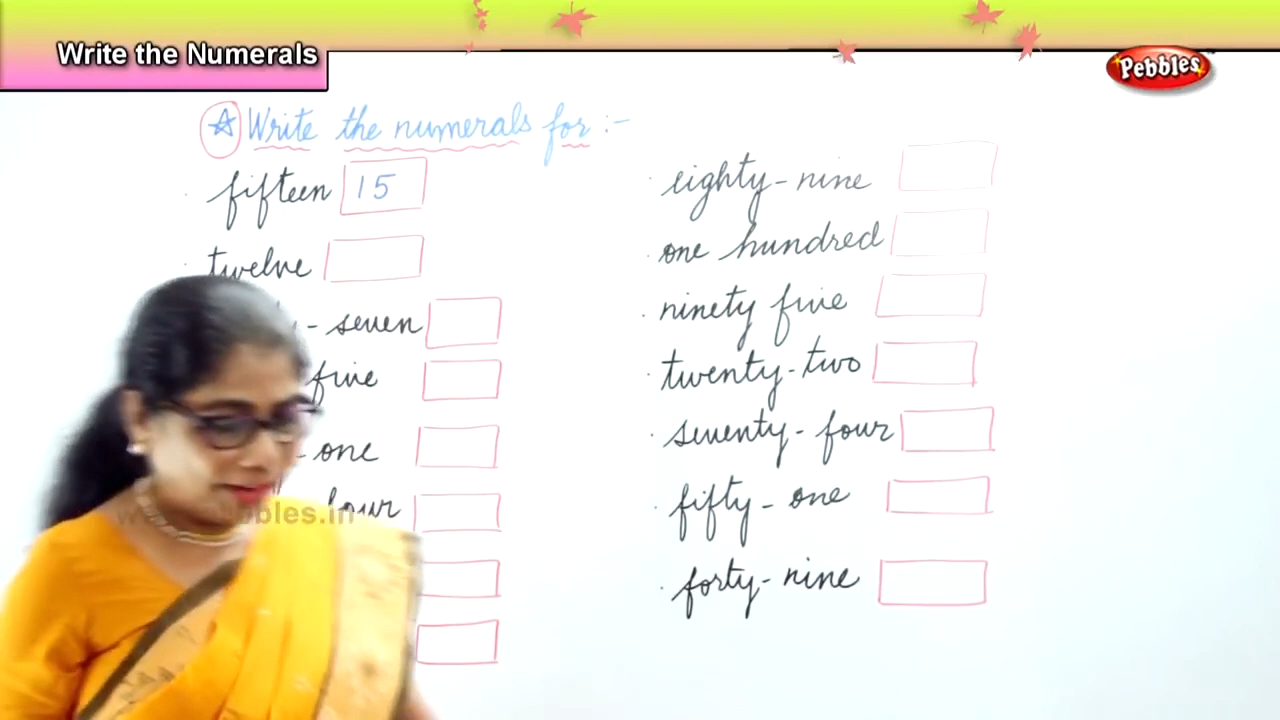 Write the Numerals
Pebbles
Write the numerals for :-
fifteen 15
twelve
- seven
five
- one
four
eighty-nine
one hundred
ninety five
twenty-two
seventy-four
fifty-one
forty-nine